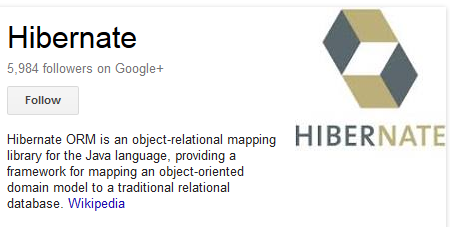 Hibernate
5,984 followers on Google+
Follow
HIBERNATE
Hibernate ORM is an object-relational mapping
library for the Java language, providing a
framework for mapping an object-oriented
domain model to a traditional relational
database. Wikipedia